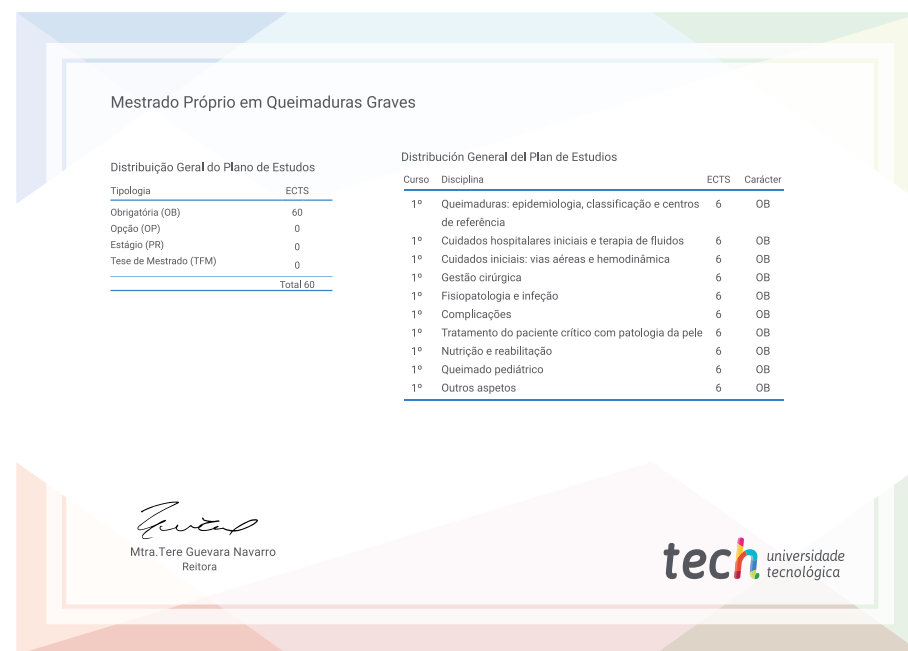 Mestrado Próprio em Queimaduras Graves
Distribuição Geral do Plano de Estudos
Tipologia ECTS
Obrigatória (OB) 60
Opção (OP) 0
Estágio (PR) 0
Tese de Mestrado (TFM) 0
Total 60
Distribución General del Plan de Estudios
Curso Disciplina ECTS Carácter
1º Queimaduras: epidemiologia, classificação e centros 6 OB
de referência
1º Cuidados hospitalares iniciais e terapia de fluidos 6 OB
1º Cuidados iniciais: vias aéreas e hemodinâmica 6 OB
1º Gestão cirúrgica 6 OB
1º Fisiopatologia e infeção 6 OB
1º Complicações 6 OB
1º Tratamento do paciente crítico com patologia da pele 6 OB
1º Nutrição e reabilitação 6 OB
1º Queimado pediátrico 6 OB
1º Outros aspetos 6 OB
Mtra.Tere Guevara Navarro
Reitora
tech universidade
tecnológica